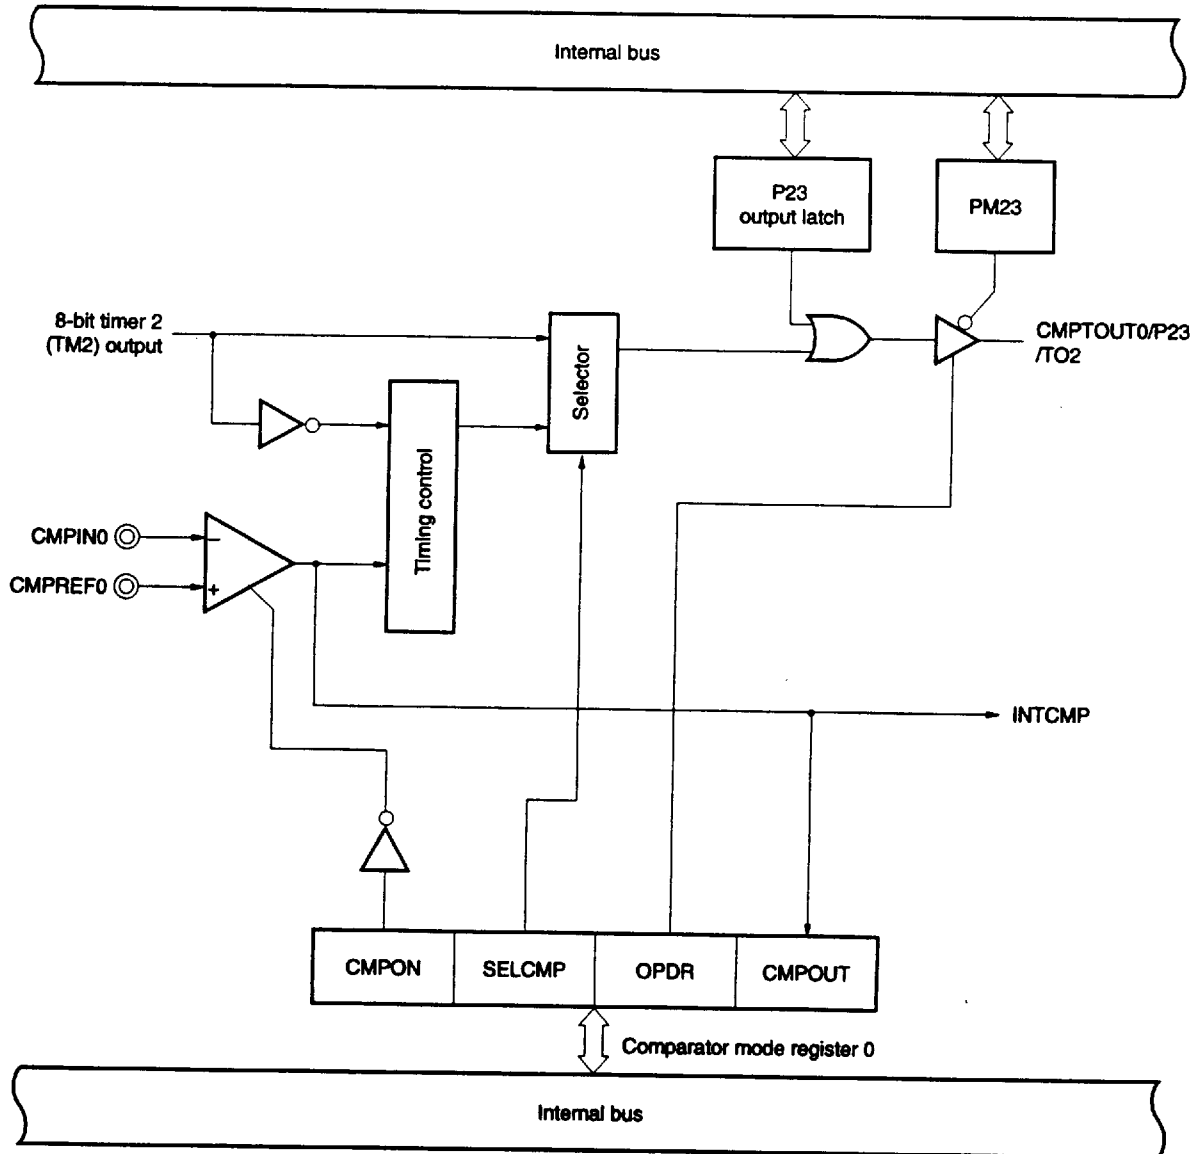 Internal bus
P23
output latch
PM23
8-bit timer 2
(TM2) output
Selector
CMPTOUT0/P23
/TO2
Timing control
CMPIN0
−
CMPREF0
+
INTCMP
CMPON
SELCMP
OPDR
CMPOUT
Comparator mode register 0
Internal bus